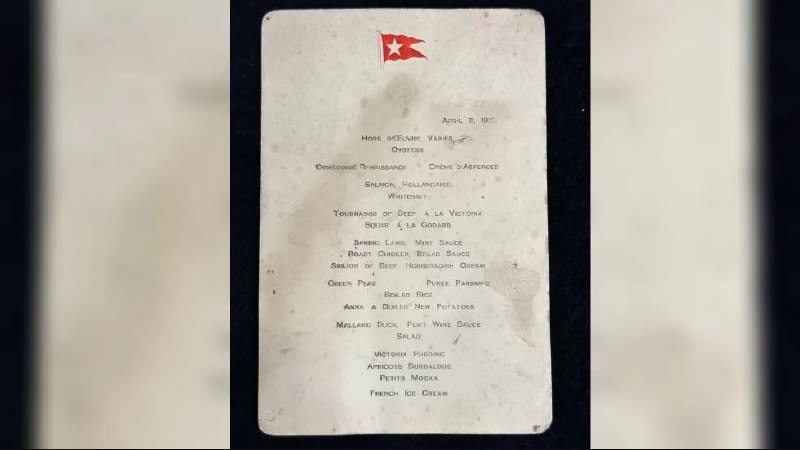 April 11, 1912.
Hors d'Œuvre Variés
Oysters
Consommé Renaissance Crème d'Asperges
Salmon, Hollandaise
Whitebait
Tournados of Beef à la Victoria
Squab à la Godard
Spring Lamb, Mint Sauce
Roast Chicken, Bread Sauce
Sirloin of Beef, Horseradish Cream
Green Peas Purée Parsnips
Boiled Rice
Anna & Boiled New Potatoes
Mallard Duck, Port Wine Sauce
Salad
Victoria Pudding
Apricots Bordaloue
Petits Mocka
French Ice Cream